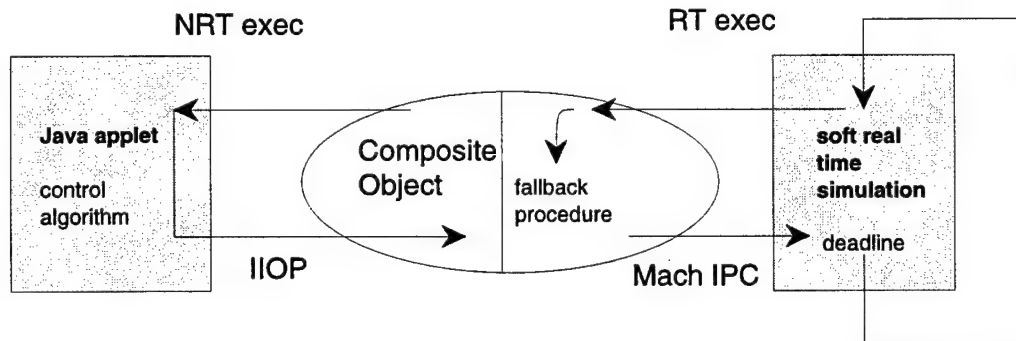 NRT exec
RT exec
Java applet
control
algorithm
Composite
Object
fallback
procedure
soft real
time
simulation
deadline
IIOP
Mach IPC